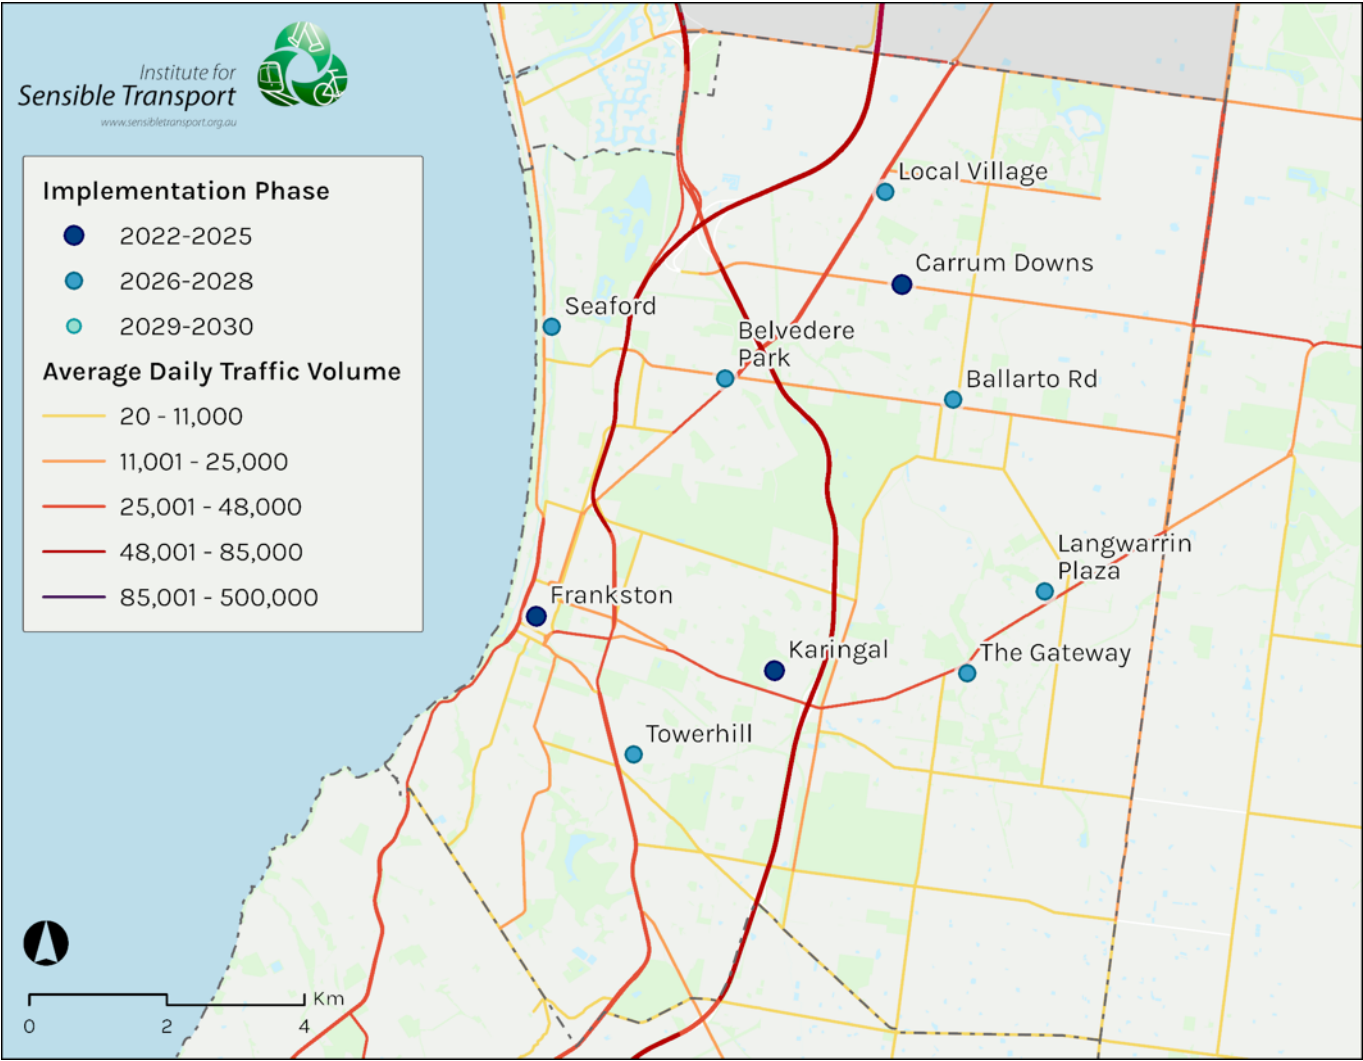 Institute for
Sensible Transport
www.sensibletransport.org.au
Implementation Phase
2022-2025
2026-2028
2029-2030
Average Daily Traffic Volume
20 - 11,000
11,001 - 25,000
25,001 - 48,000
48,001 - 85,000
85,001 - 500,000
Local Village
Carrum Downs
Seaford
Belvedere
Park
Ballarto Rd
Langwarrin
Plaza
Frankston
Karingal
The Gateway
Towerhill
Km
0 2 4